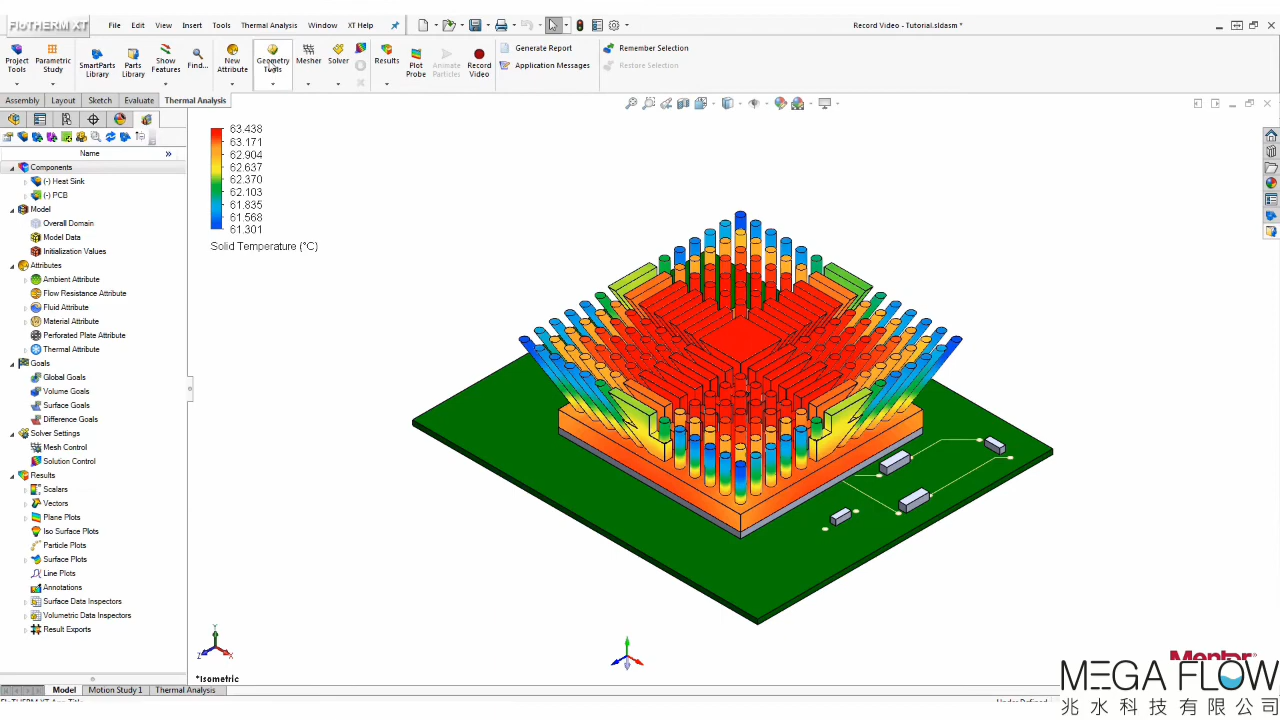 FloTHERM XT
File Edit View Insert Tools Thermal Analysis Window XT Help
Record Video - Tutorial.sldasm *
Project Tools
Parametric Study
SmartParts Library
Parts Library
Show Features
Find...
New Attribute
Geometry Tools
Mesher
Solver
Results
Plot Probe
Animate Particles
Record Video
Generate Report
Application Messages
Remember Selection
Restore Selection
Assembly Layout Sketch Evaluate Thermal Analysis
Name
Components
(-) Heat Sink
(-) PCB
Model
Overall Domain
Model Data
Initialization Values
Attributes
Ambient Attribute
Flow Resistance Attribute
Fluid Attribute
Material Attribute
Perforated Plate Attribute
Thermal Attribute
Goals
Global Goals
Volume Goals
Surface Goals
Difference Goals
Solver Settings
Mesh Control
Solution Control
Results
Scalars
Vectors
Plane Plots
Iso Surface Plots
Particle Plots
Surface Plots
Line Plots
Annotations
Surface Data Inspectors
Volumetric Data Inspectors
Result Exports
63.438
63.171
62.904
62.637
62.370
62.103
61.835
61.568
61.301
Solid Temperature (°C)
Y
Z X
*Isometric
Model Motion Study 1 Thermal Analysis
Mentor
MEGA FLOW
兆水科技有限公司